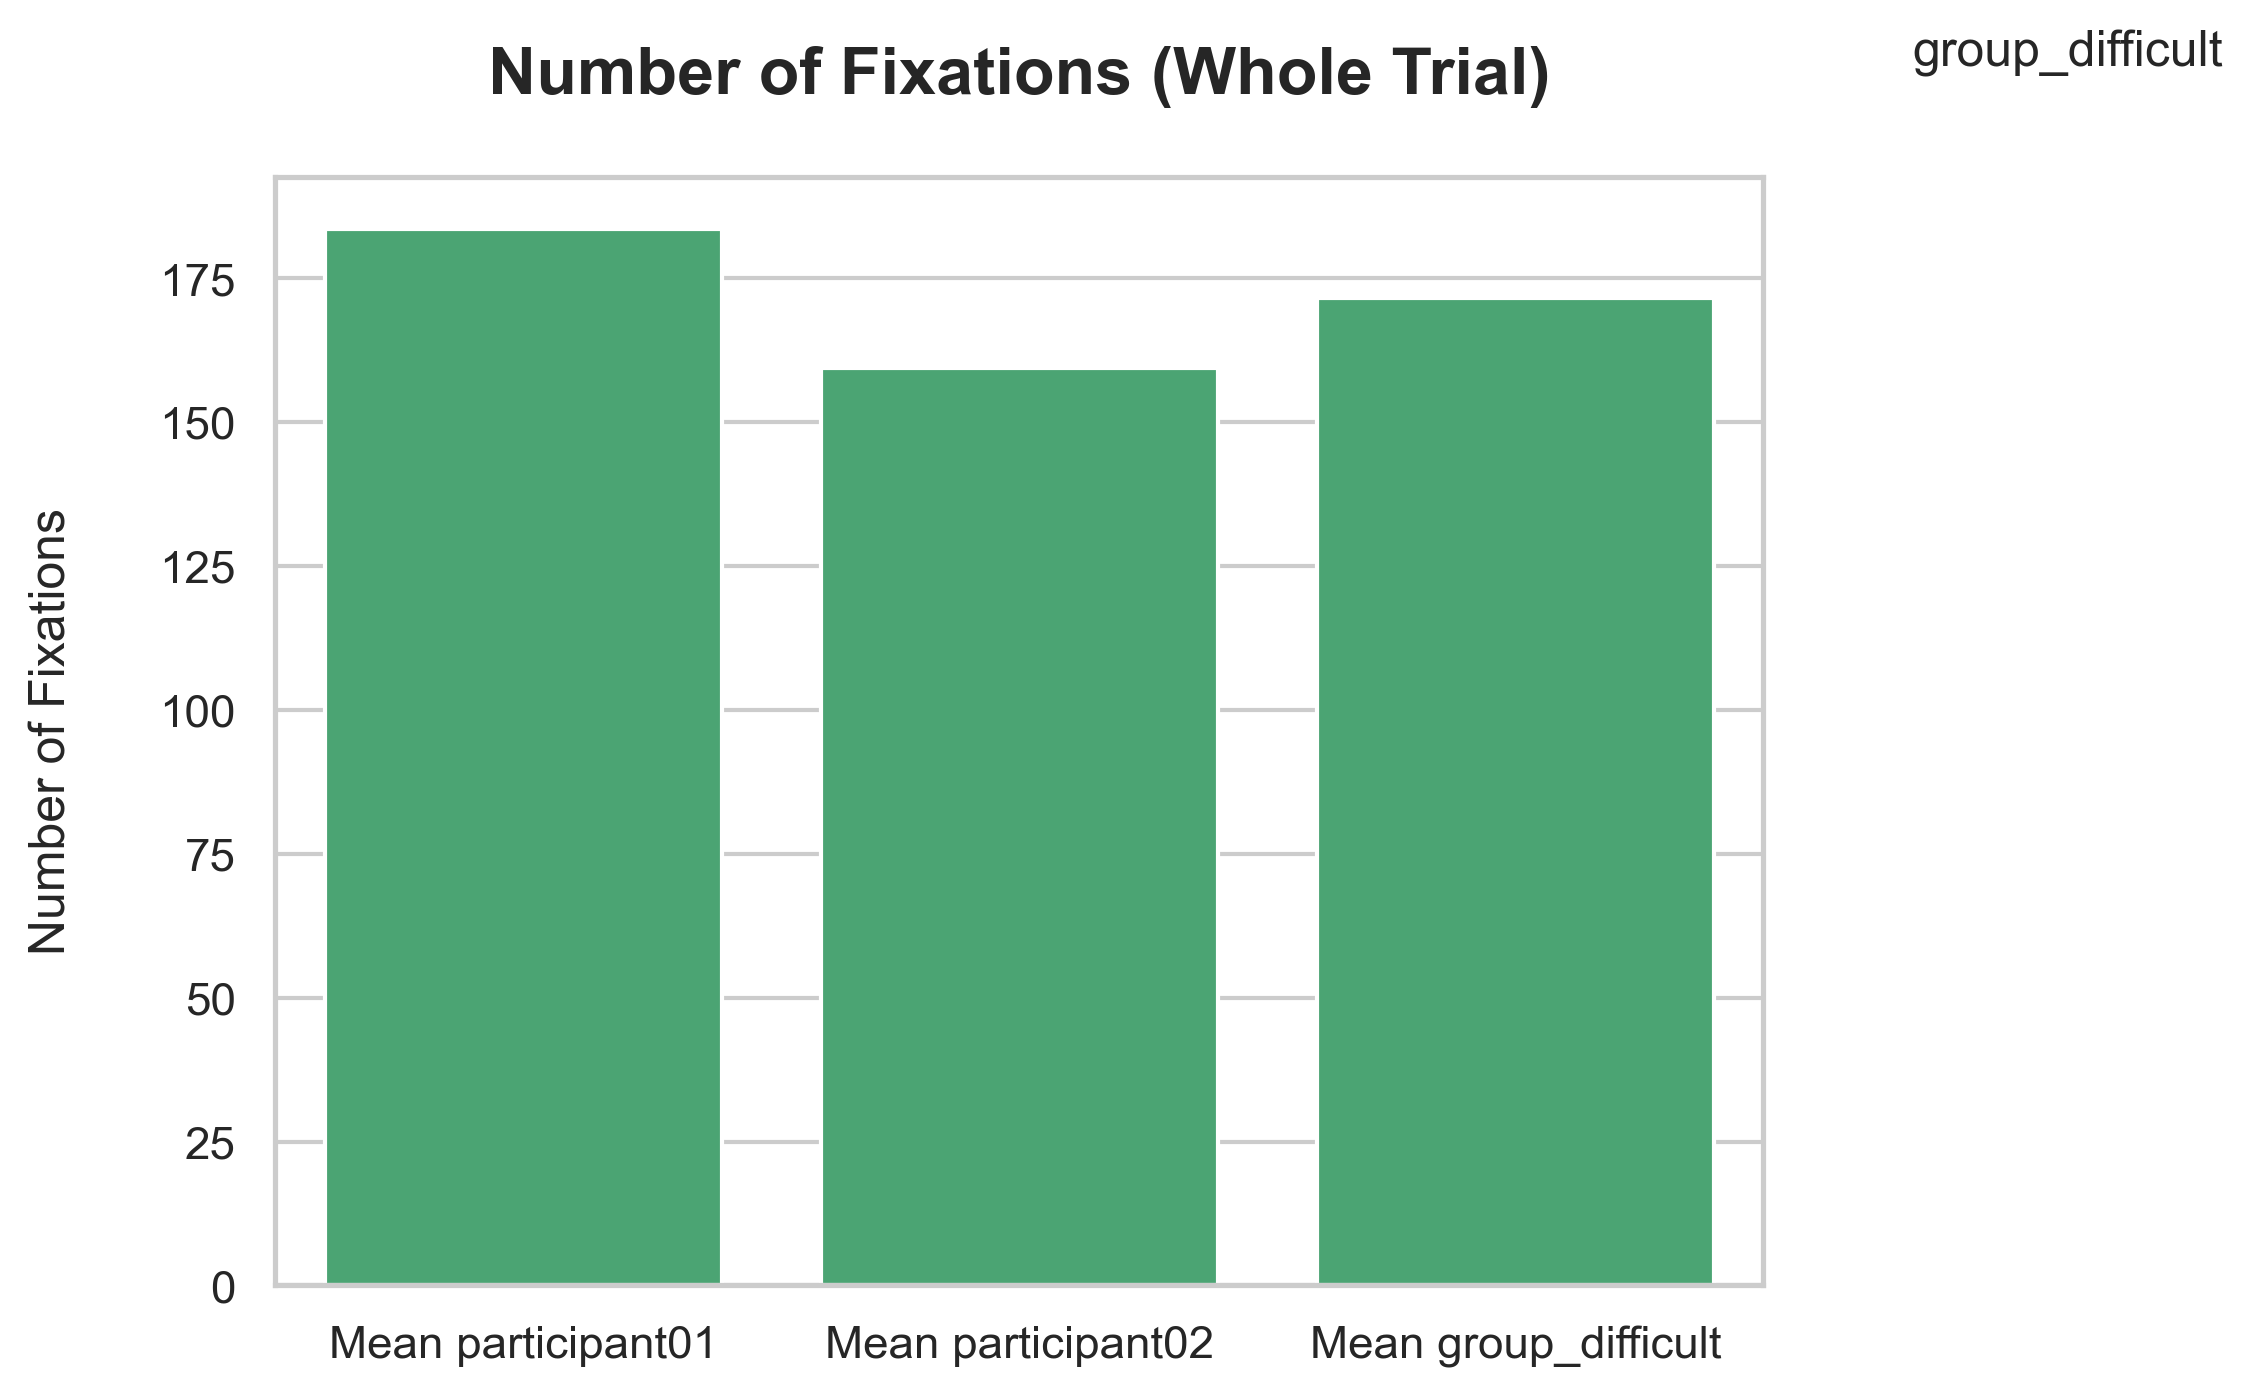 Number of Fixations (Whole Trial)
group_difficult
Number of Fixations
175
150
125
100
75
50
25
0
Mean participant01
Mean participant02
Mean group_difficult